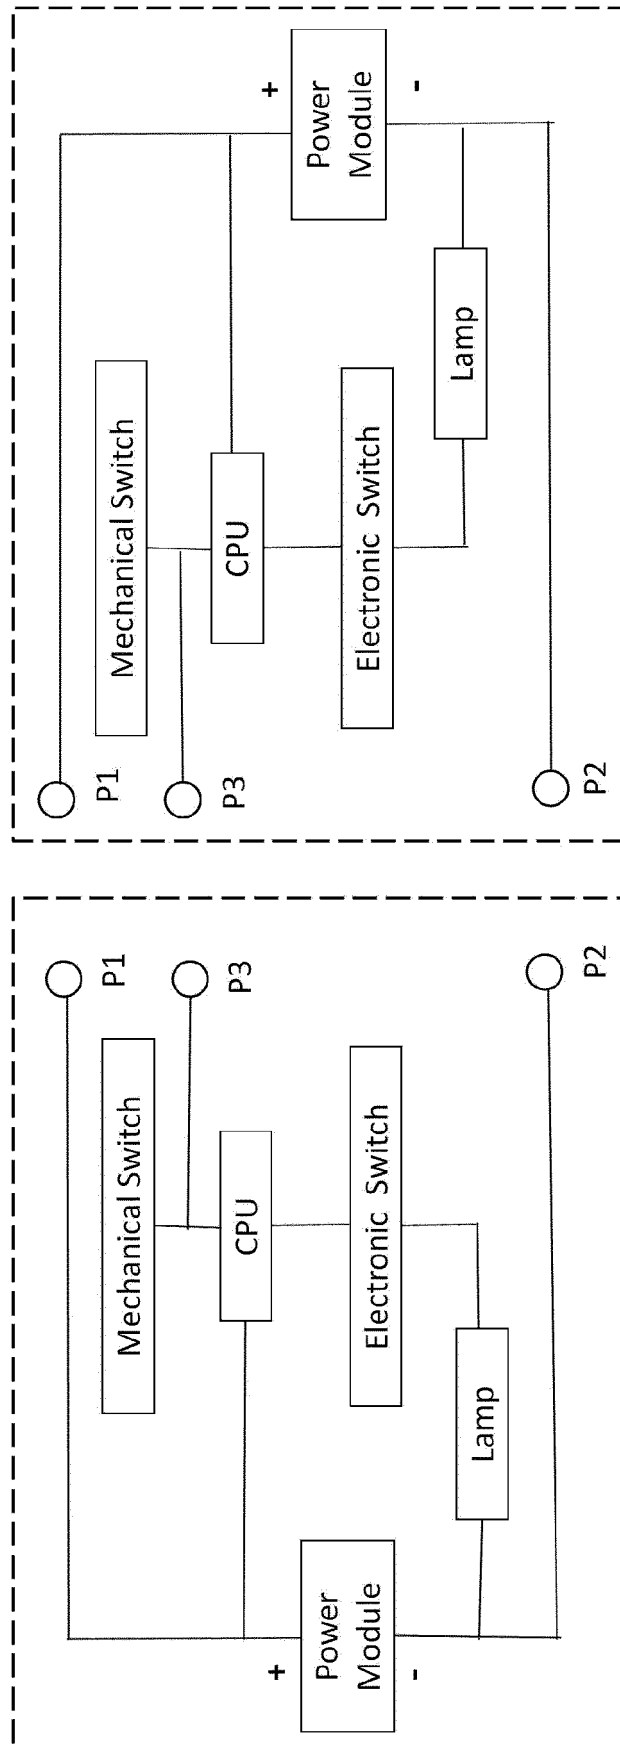 Mechanical Switch
P1
P3
CPU
+
Power
Module
-
Electronic Switch
Lamp
P2
P1
Mechanical Switch
P3
CPU
+
Power
Module
-
Electronic Switch
Lamp
P2